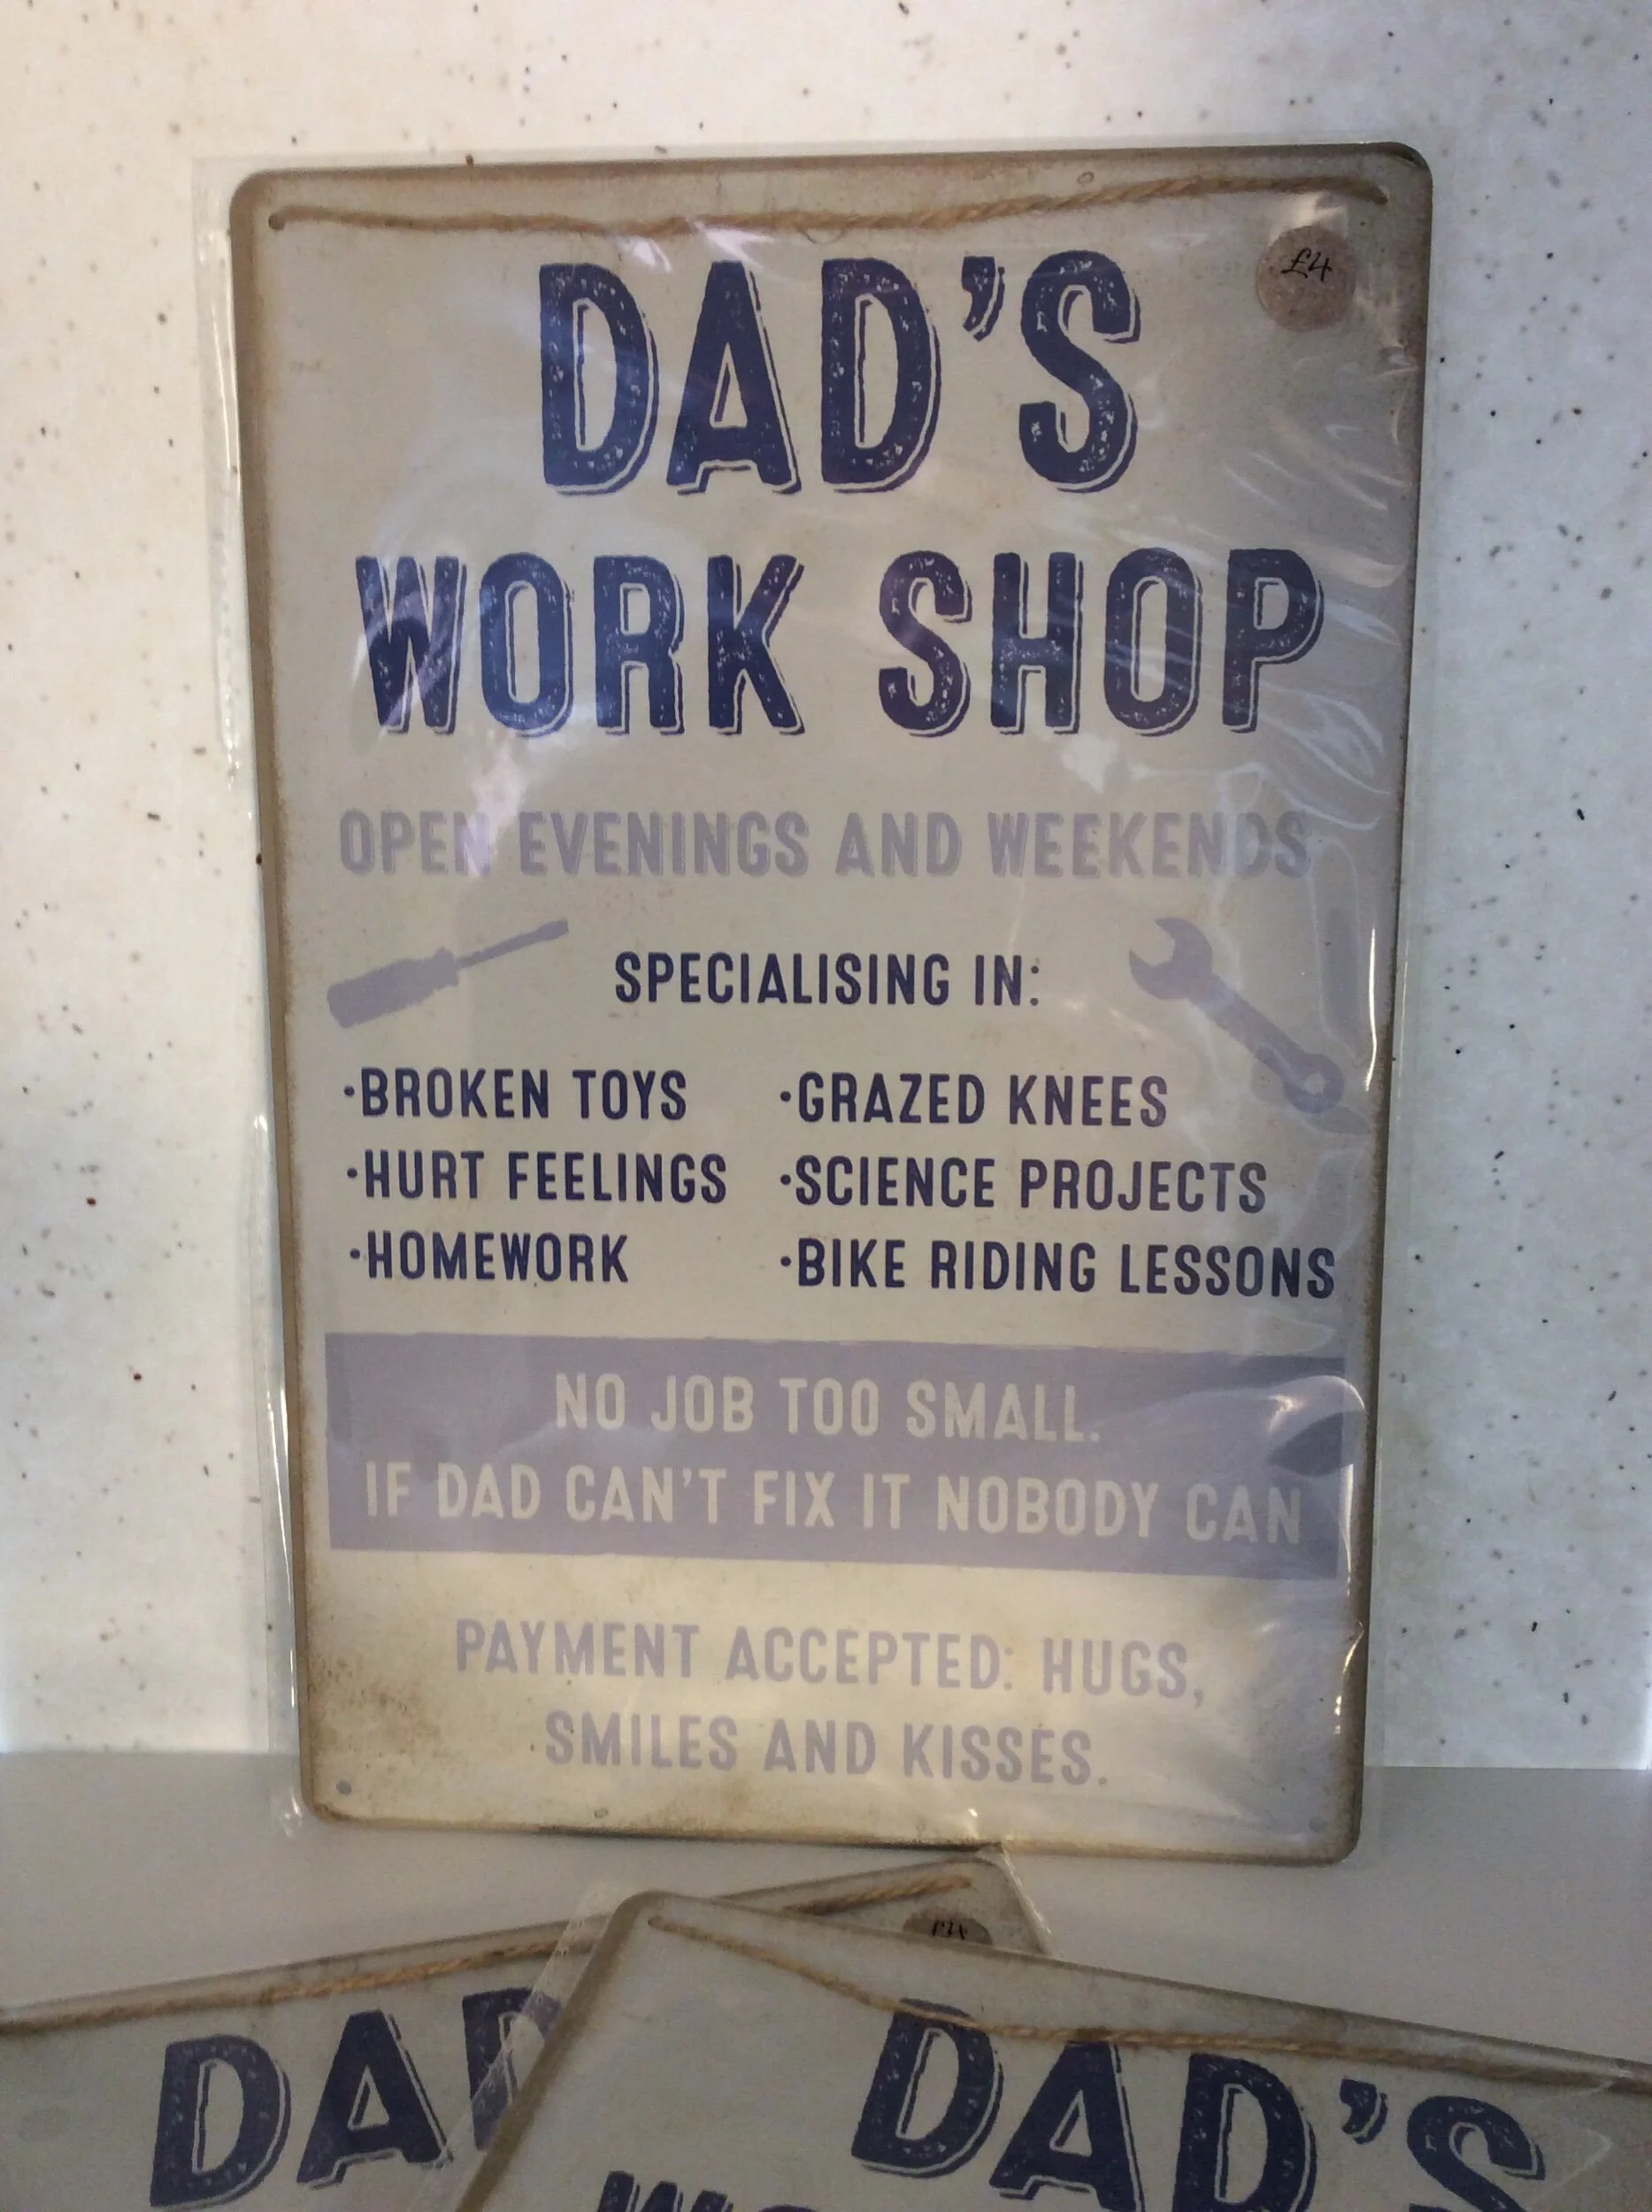 £4
DAD'S
WORK SHOP
OPEN EVENINGS AND WEEKENDS
SPECIALISING IN:
·BROKEN TOYS ·GRAZED KNEES
·HURT FEELINGS ·SCIENCE PROJECTS
·HOMEWORK ·BIKE RIDING LESSONS
NO JOB TOO SMALL.
IF DAD CAN'T FIX IT NOBODY CAN
PAYMENT ACCEPTED: HUGS,
SMILES AND KISSES.
£4
DAD
DAD'S